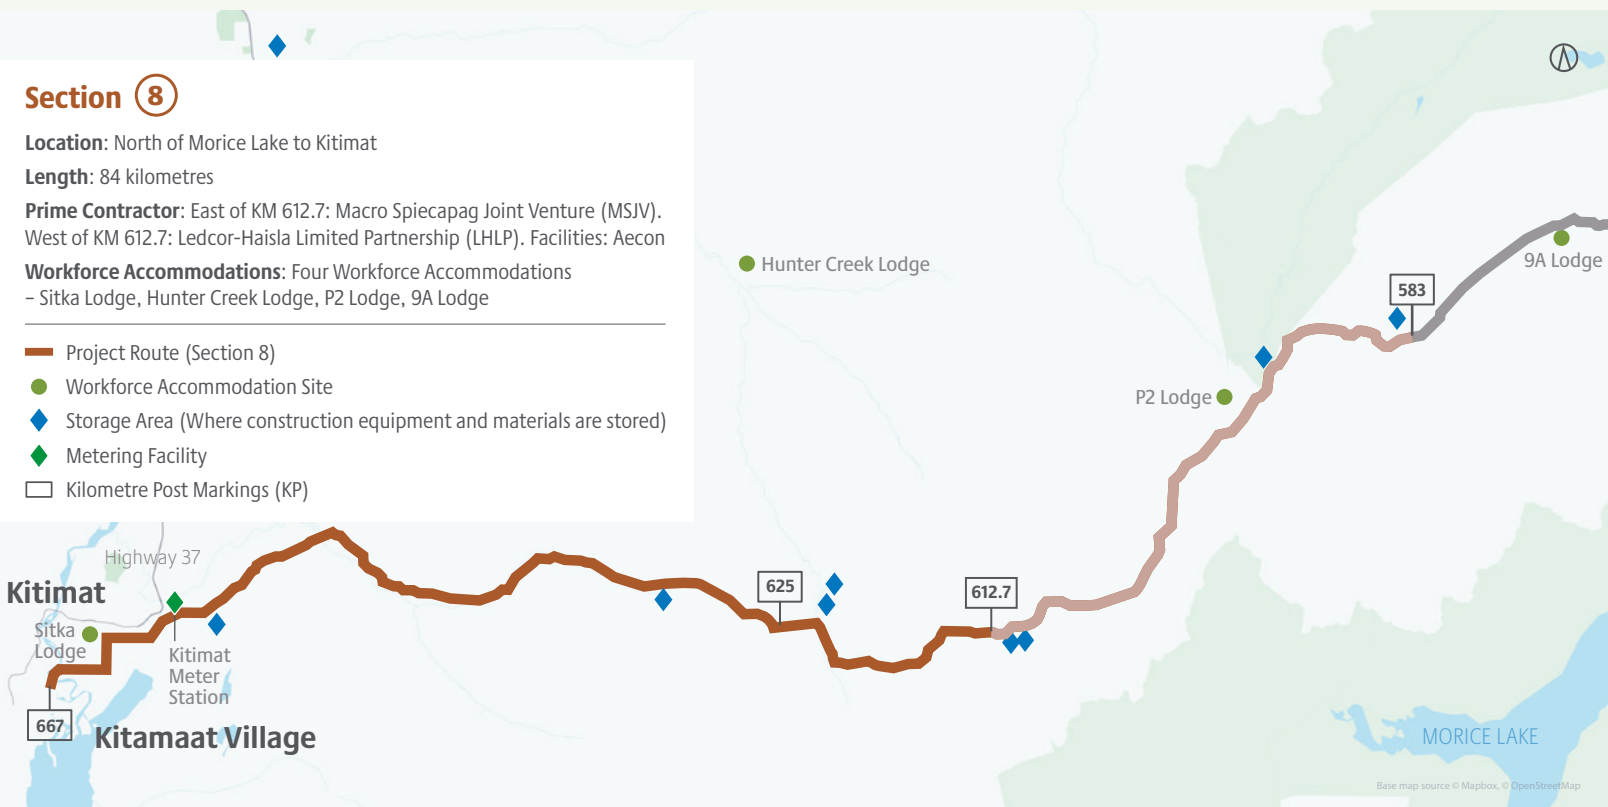 Section 8
Location: North of Morice Lake to Kitimat
Length: 84 kilometres
Prime Contractor: East of KM 612.7: Macro Spiecapag Joint Venture (MSJV).
West of KM 612.7: Ledcor-Haisla Limited Partnership (LHLP). Facilities: Aecon
Workforce Accommodations: Four Workforce Accommodations
– Sitka Lodge, Hunter Creek Lodge, P2 Lodge, 9A Lodge
Project Route (Section 8)
Workforce Accommodation Site
Storage Area (Where construction equipment and materials are stored)
Metering Facility
Kilometre Post Markings (KP)
Hunter Creek Lodge
9A Lodge
583
P2 Lodge
Highway 37
Kitimat
625
612.7
Sitka
Lodge
Kitimat
Meter
Station
667
Kitamaat Village
MORICE LAKE
Base map source © Mapbox, © OpenStreetMap